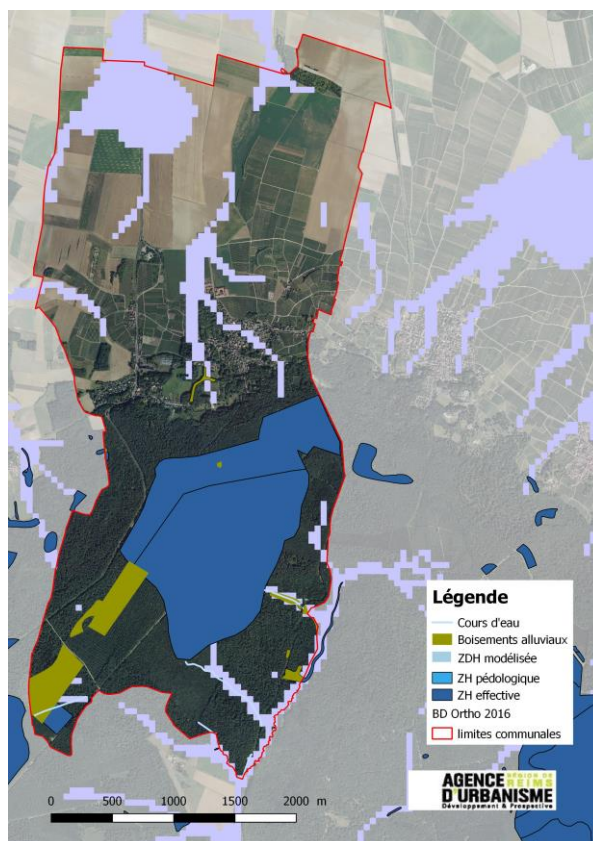 Légende
Cours d'eau
Boisements alluviaux
ZDH modélisée
ZH pédologique
ZH effective
BD Ortho 2016
limites communales
AGENCE RÉGION DE REIMS
D'URBANISME
Développement & Prospective
0 500 1000 1500 2000 m